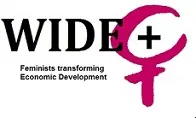 WIDE+
Feminists transforming
Economic Development